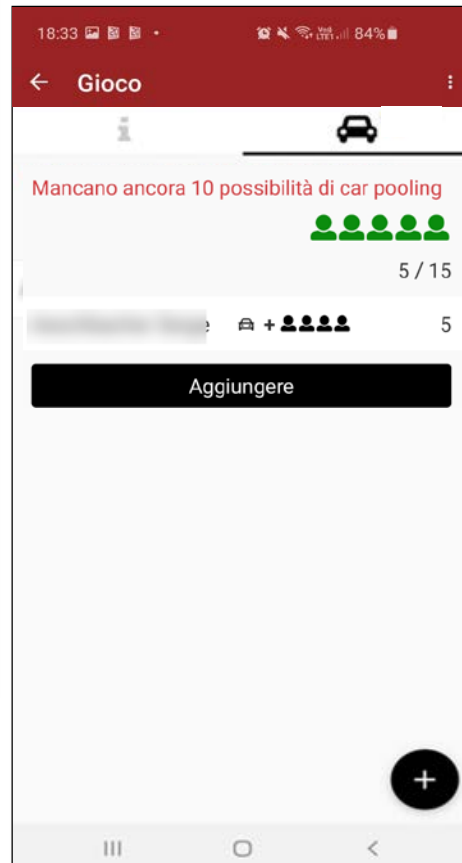 18:33 84%
Gioco
Mancano ancora 10 possibilità di car pooling
5 / 15
+ 5
Aggiungere
+